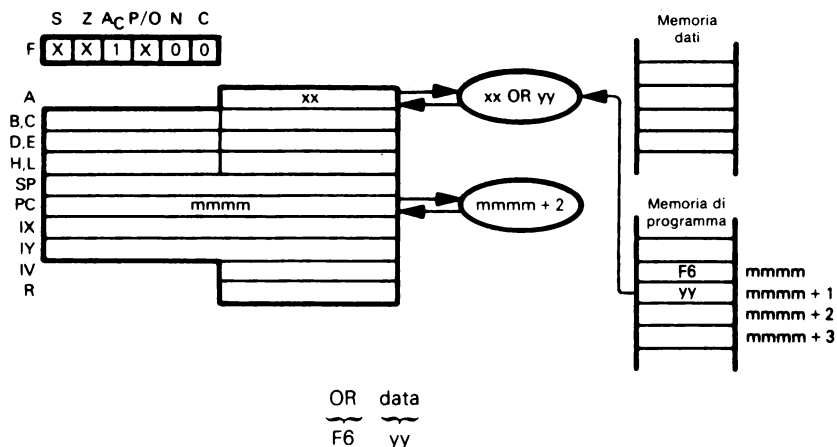 S Z AC P/O N C
F X X 1 X 0 0
A xx
B,C
D,E
H,L
SP
PC mmmm
IX
IY
IV
R
xx OR yy
mmmm + 2
Memoria
dati
Memoria di
programma
F6 mmmm
yy mmmm + 1
mmmm + 2
mmmm + 3
OR data
F6 yy